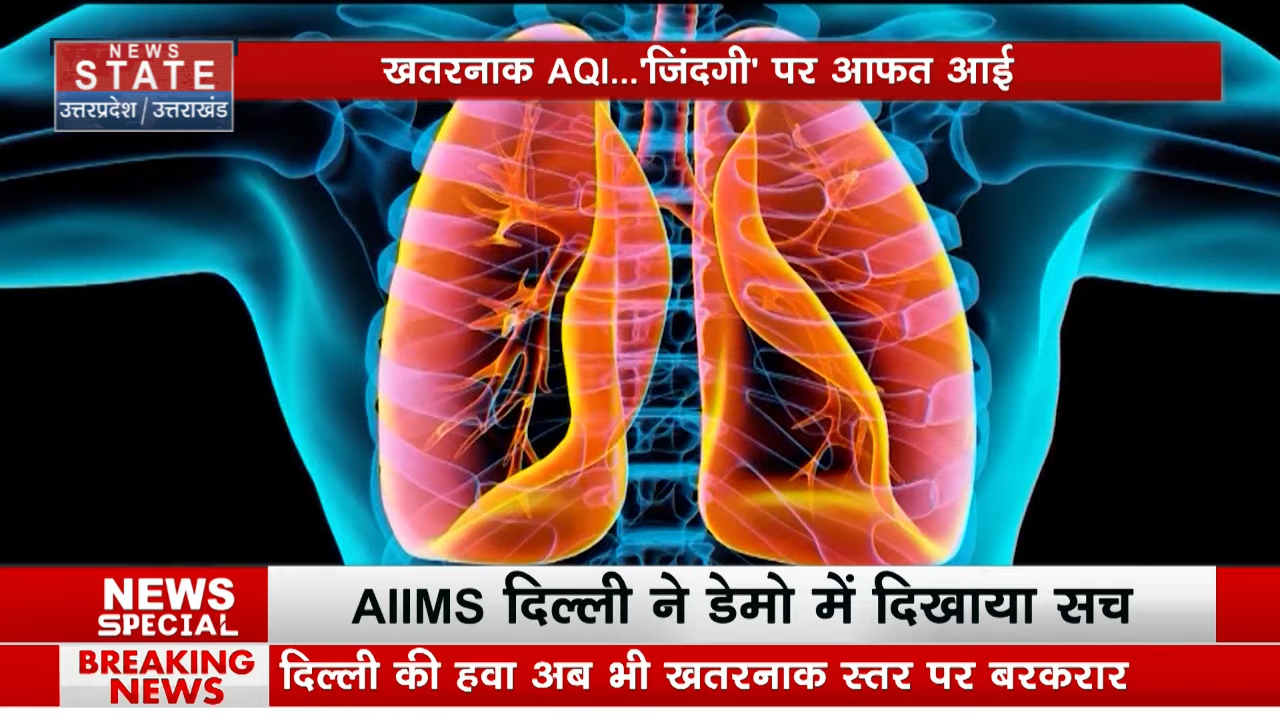 NEWS
STATE
उत्तरप्रदेश / उत्तराखंड
खतरनाक AQI...'जिंदगी' पर आफत आई
NEWS
SPECIAL
AIIMS दिल्ली ने डेमो में दिखाया सच
BREAKING
NEWS
दिल्ली की हवा अब भी खतरनाक स्तर पर बरकरार